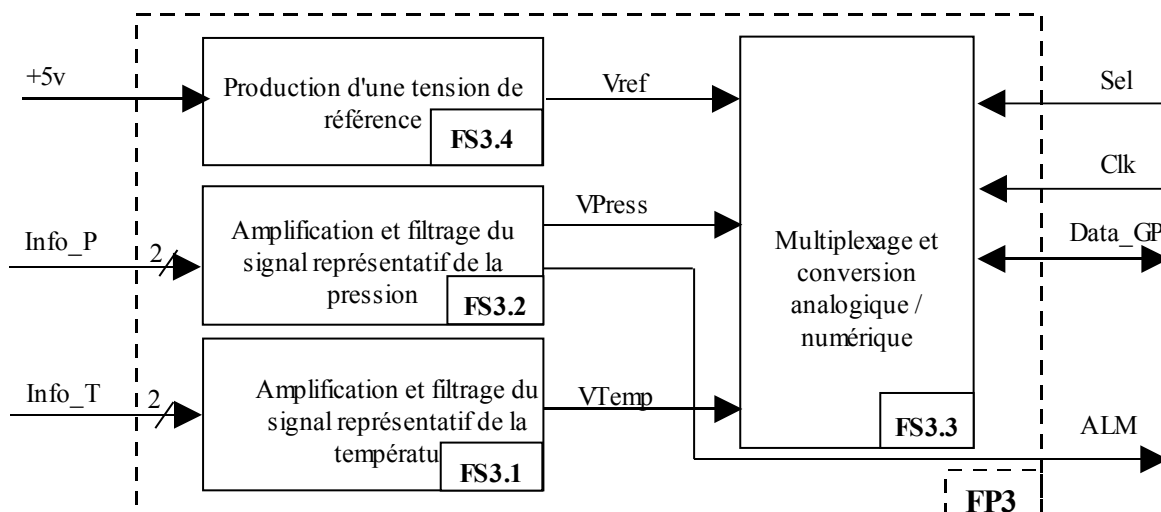 +5v
Production d'une tension de
référence
FS3.4
Vref
Sel
Clk
Info_P
2
Amplification et filtrage du
signal représentatif de la
pression
FS3.2
VPress
Multiplexage et
conversion
analogique /
numérique
FS3.3
Data_GP
Info_T
2
Amplification et filtrage du
signal représentatif de la
températu
FS3.1
VTemp
ALM
FP3